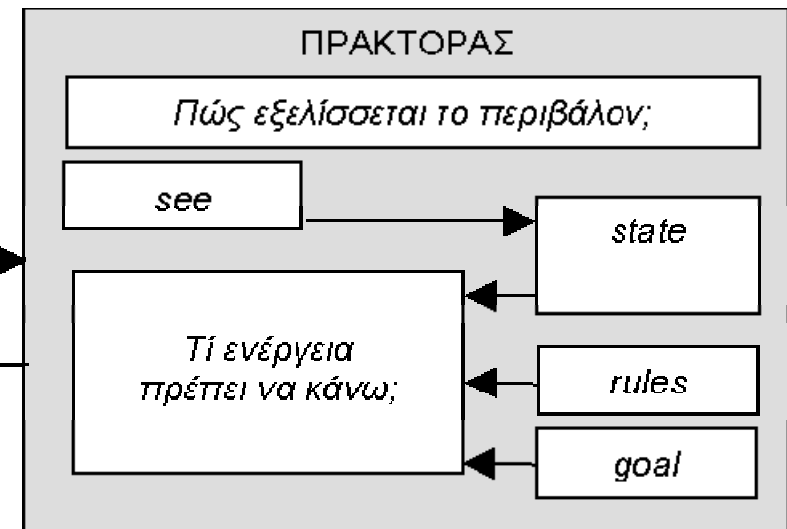 ΠΡΑΚΤΟΡΑΣ
Πώς εξελίσσεται το περιβάλον;
see
state
Τί ενέργεια
πρέπει να κάνω;
rules
goal